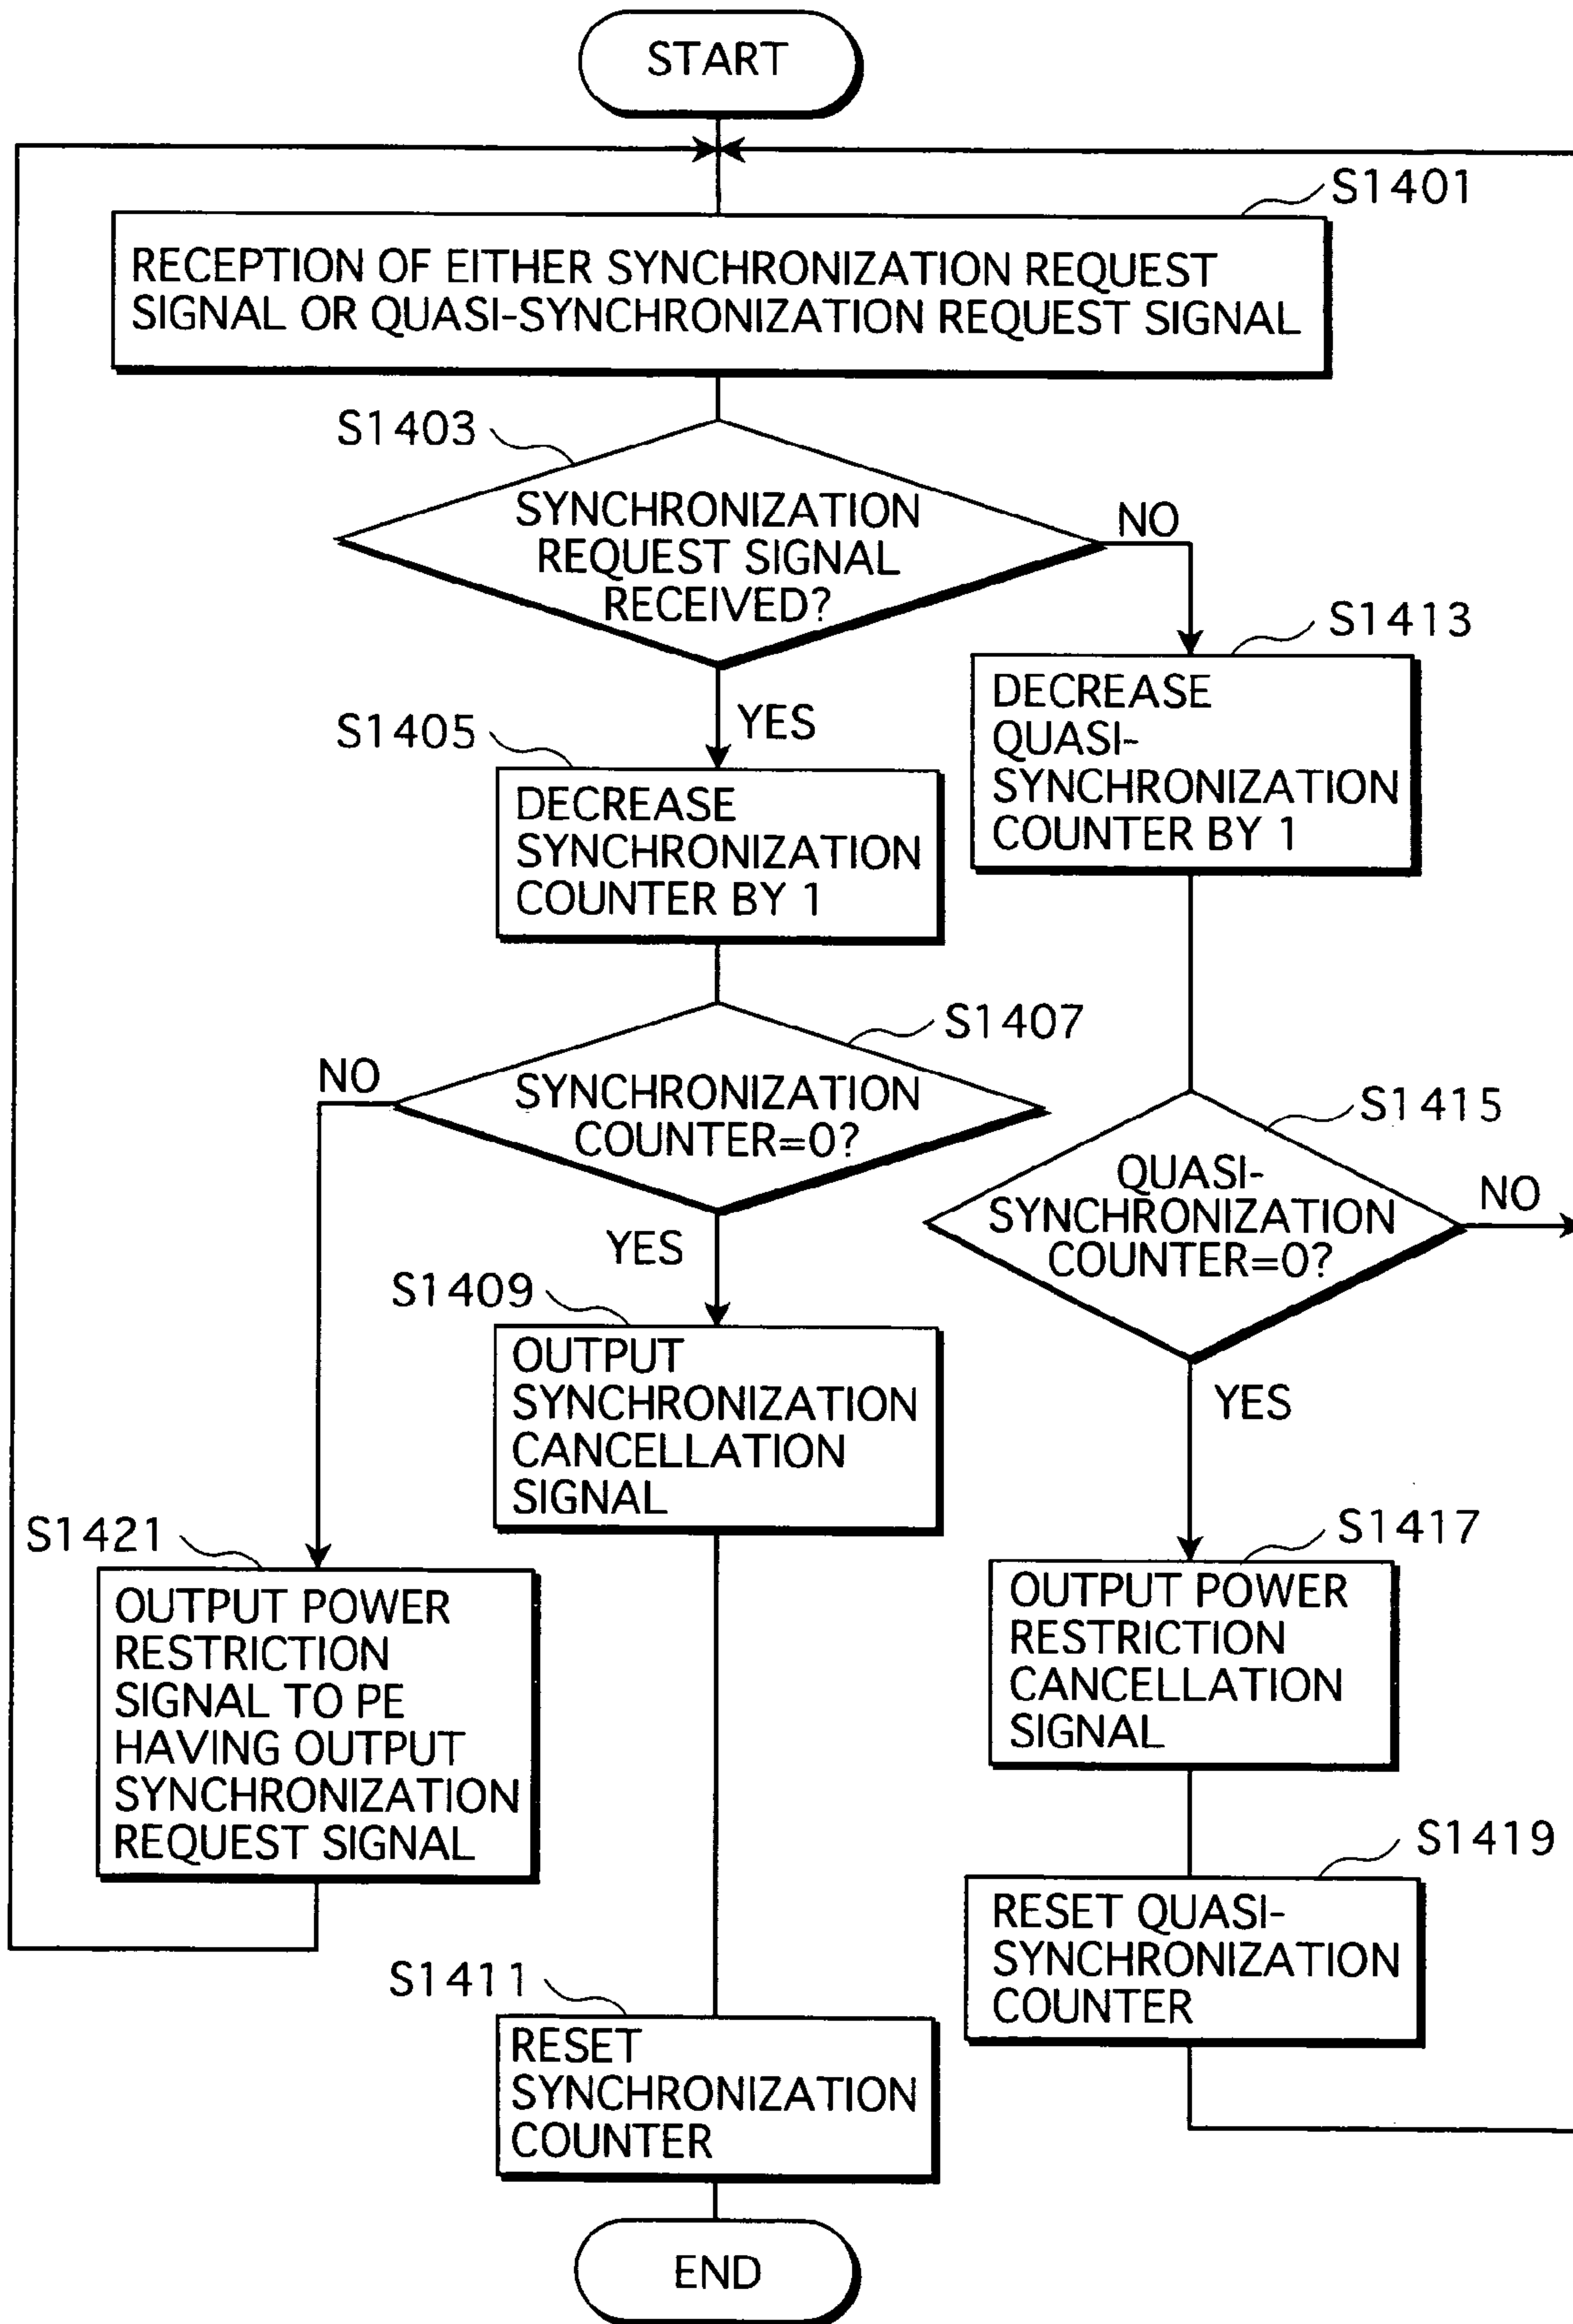 START
S1401
RECEPTION OF EITHER SYNCHRONIZATION REQUEST
SIGNAL OR QUASI-SYNCHRONIZATION REQUEST SIGNAL
S1403
SYNCHRONIZATION
REQUEST SIGNAL
RECEIVED?
NO
YES
S1405
DECREASE
SYNCHRONIZATION
COUNTER BY 1
S1413
DECREASE
QUASI-
SYNCHRONIZATION
COUNTER BY 1
S1407
SYNCHRONIZATION
COUNTER=0?
NO
YES
S1415
QUASI-
SYNCHRONIZATION
COUNTER=0?
NO
YES
S1409
OUTPUT
SYNCHRONIZATION
CANCELLATION
SIGNAL
S1421
OUTPUT POWER
RESTRICTION
SIGNAL TO PE
HAVING OUTPUT
SYNCHRONIZATION
REQUEST SIGNAL
S1417
OUTPUT POWER
RESTRICTION
CANCELLATION
SIGNAL
S1419
RESET QUASI-
SYNCHRONIZATION
COUNTER
S1411
RESET
SYNCHRONIZATION
COUNTER
END